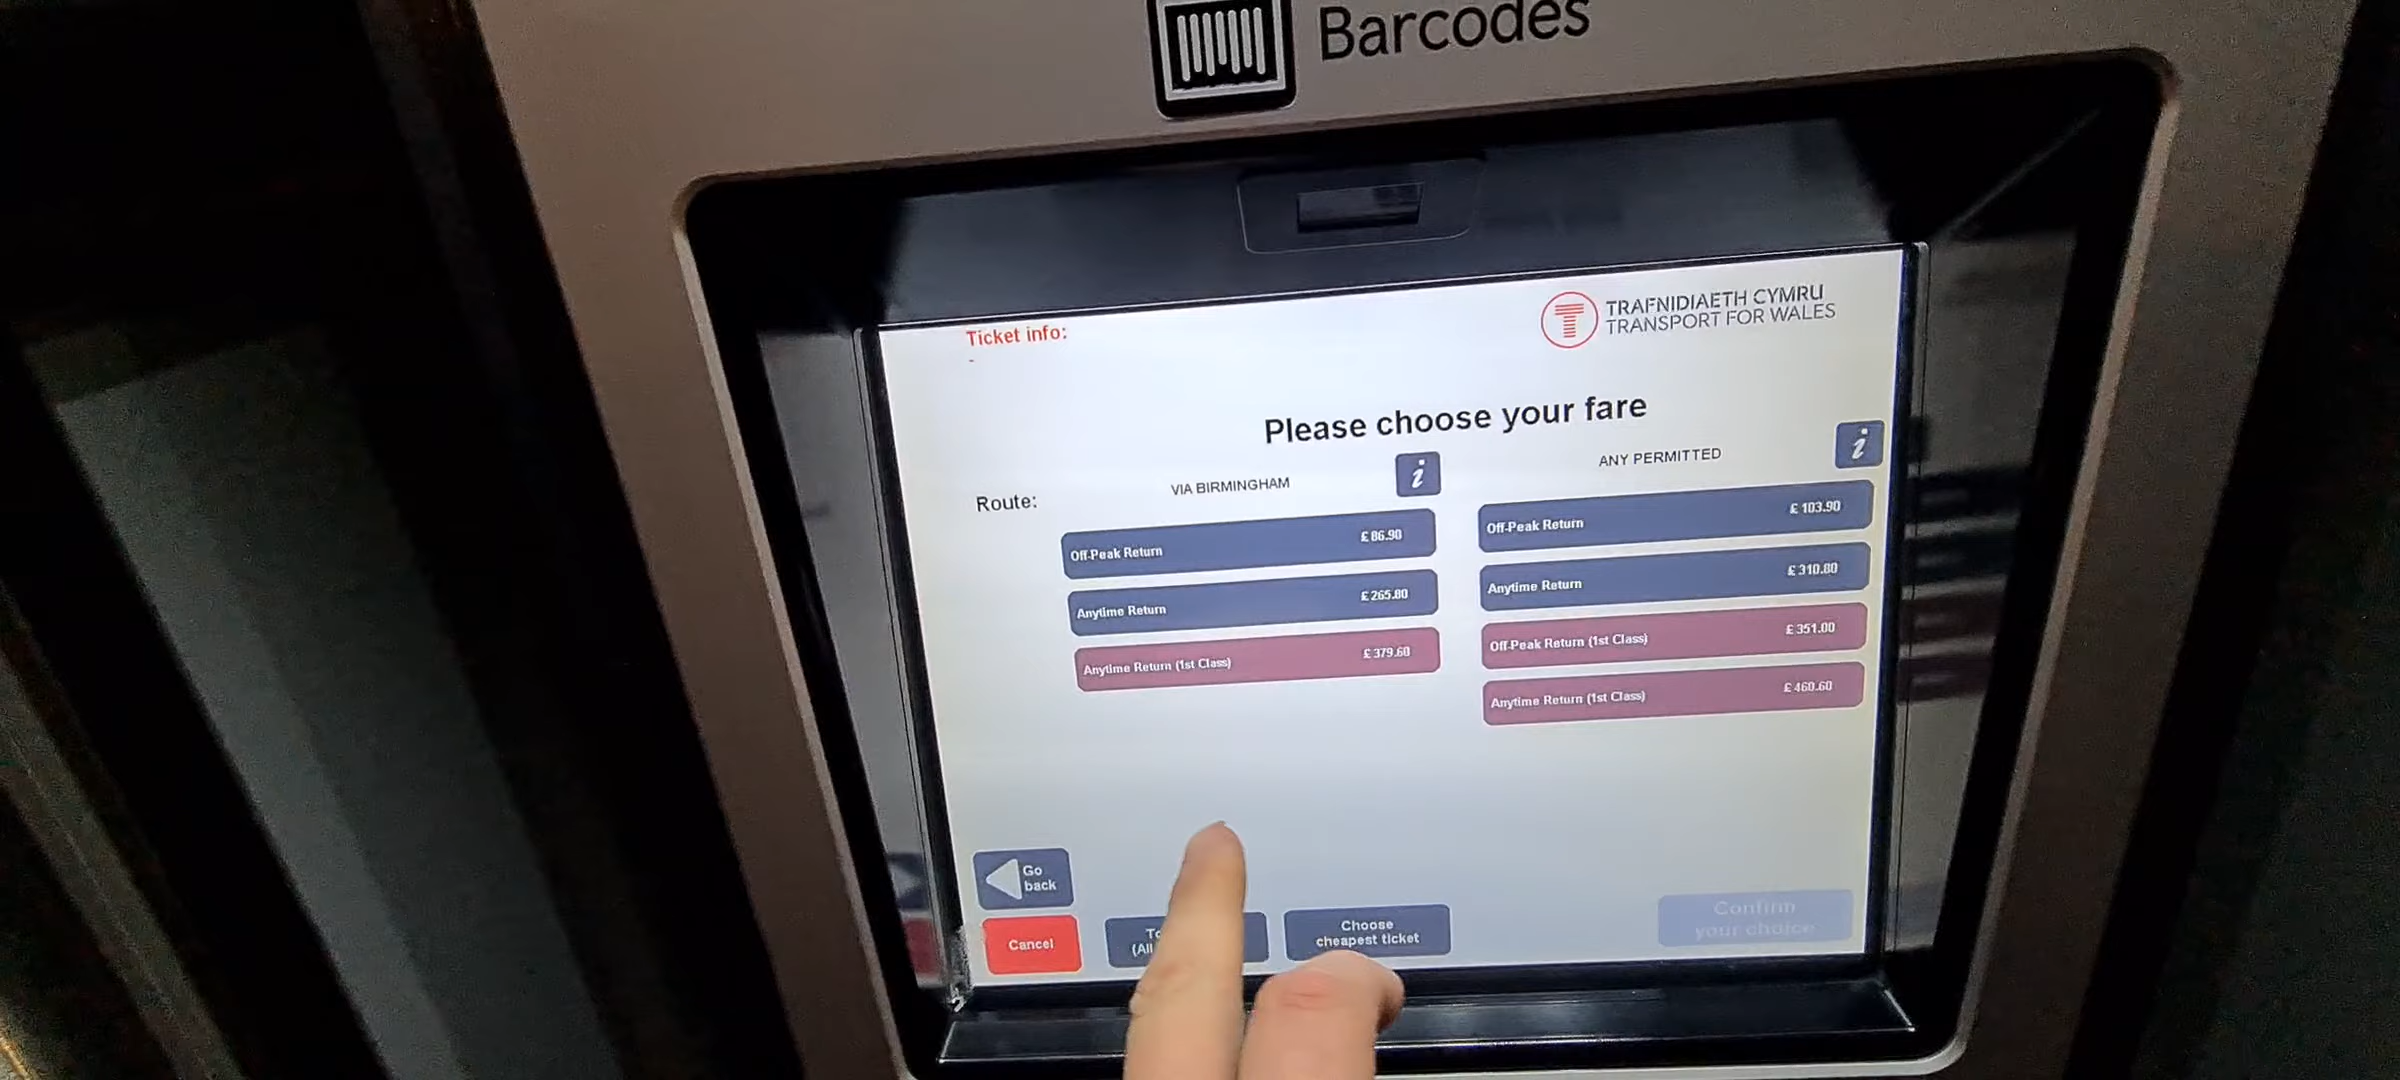 Barcodes
Ticket info:
-
TRAFNIDIAETH CYMRU
TRANSPORT FOR WALES
Please choose your fare
Route:
VIA BIRMINGHAM
i
Off-Peak Return £ 86.90
Anytime Return £ 265.80
Anytime Return (1st Class) £ 379.60
ANY PERMITTED
i
Off-Peak Return £ 103.90
Anytime Return £ 310.80
Off-Peak Return (1st Class) £ 351.00
Anytime Return (1st Class) £ 460.60
Go
back
Cancel
(All
Choose
cheapest ticket
Confirm
your choice